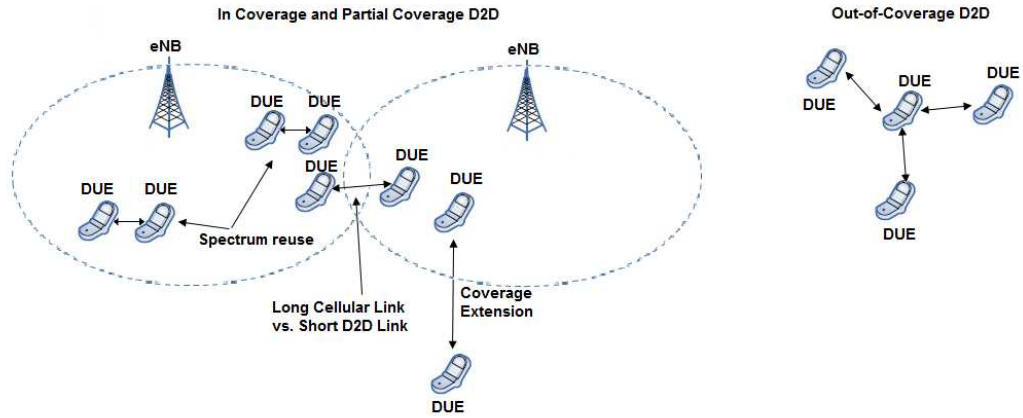 In Coverage and Partial Coverage D2D
Out-of-Coverage D2D
eNB
eNB
DUE
DUE
DUE
DUE
DUE
DUE
DUE
DUE
Spectrum reuse
Long Cellular Link
vs. Short D2D Link
Coverage
Extension
DUE
DUE
DUE
DUE
DUE